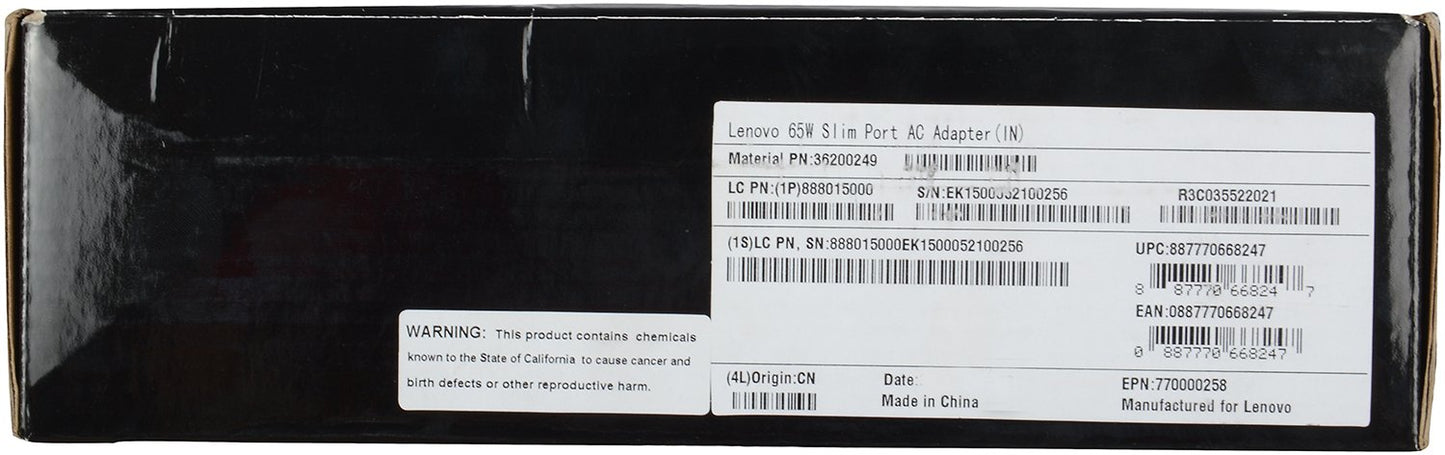 Lenovo 65W Slim Port AC Adapter(IN)
Material PN:36200249
LC PN:(1P)888015000 S/N:EK1500052100256 R3C035522021
(1S)LC PN, SN:888015000EK1500052100256
UPC:887770668247
8 87770 66824 7
EAN:0887770668247
0 887770 668247
WARNING: This product contains chemicals
known to the State of California to cause cancer and
birth defects or other reproductive harm.
(4L)Origin:CN Date: EPN:770000258
Made in China Manufactured for Lenovo